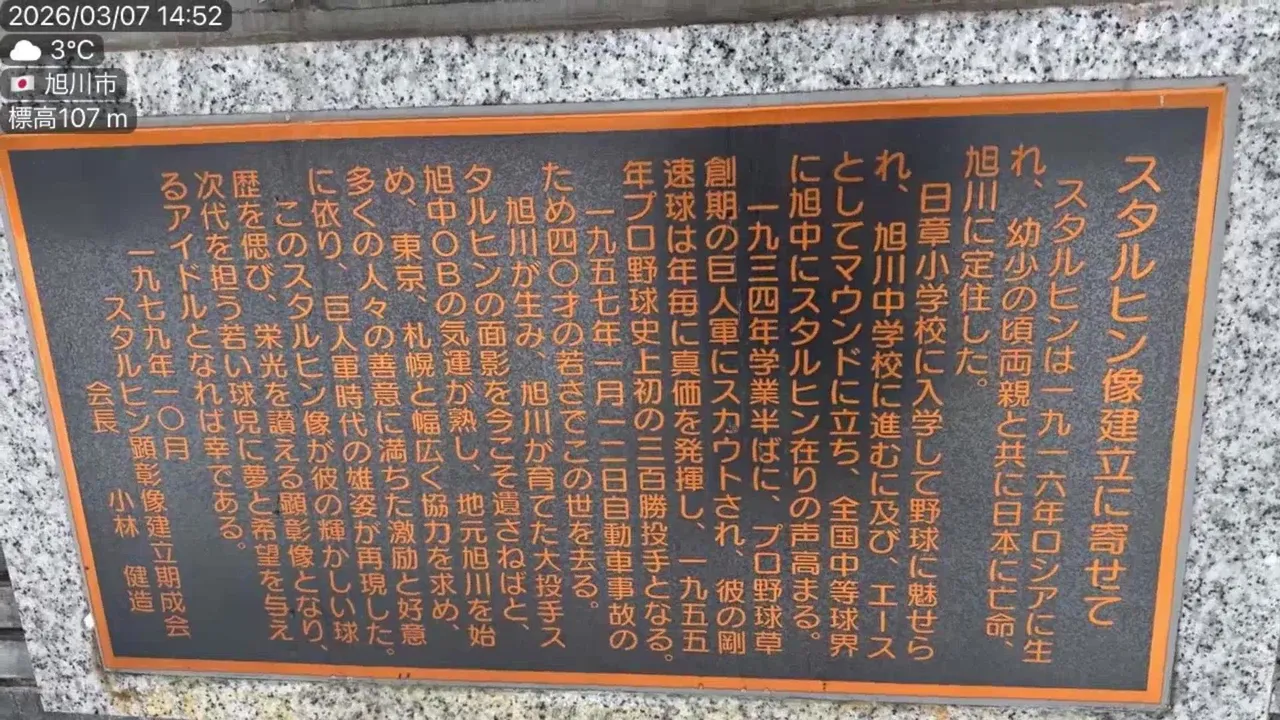 2026/03/07 14:52
3℃
旭川市
標高107 m
スタルヒン像建立に寄せて
スタルヒンは一九一六年ロシアに生
れ、幼少の頃両親と共に日本に亡命、
旭川に定住した。
日章小学校に入学して野球に魅せら
れ、旭川中学校に進むに及び、エース
としてマウンドに立ち、全国中等球界
に旭中にスタルヒン在りの声高まる。
一九三四年学業半ばに、プロ野球草
創期の巨人軍にスカウトされ、彼の剛
速球は年毎に真価を発揮し、一九五五
年プロ野球史上初の三百勝投手となる。
一九五七年一月一二日自動車事故の
ため四〇才の若さでこの世を去る。
旭川が生み、旭川が育てた大投手ス
タルヒンの面影を今こそ遺さねばと、
旭中OBの気運が熟し、地元旭川を始
め、東京、札幌と幅広く協力を求め、
多くの人々の善意に満ちた激励と好意
に依り、巨人軍時代の雄姿が再現した。
このスタルヒン像が彼の輝かしい球
歴を偲び、栄光を讃える顕彰像となり、
次代を担う若い球児に夢と希望を与え
るアイドルとなれば幸である。
一九七九年一〇月
スタルヒン顕彰像建立期成会
会長 小林 健造